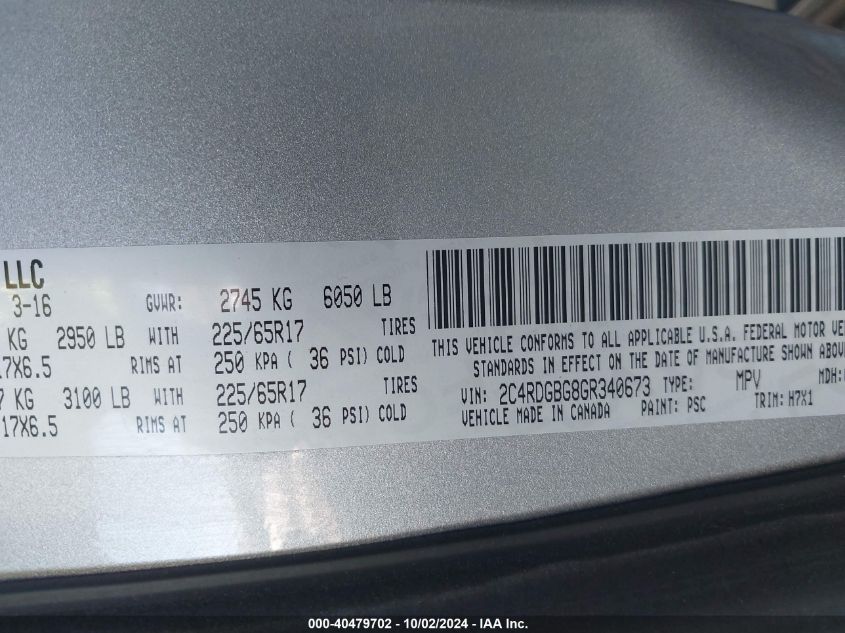 LLC
3-16 GVWR: 2745 KG 6050 LB
KG 2950 LB WITH 225/65R17 TIRES
17X6.5 RIMS AT 250 KPA ( 36 PSI) COLD
7 KG 3100 LB WITH 225/65R17 TIRES
17X6.5 RIMS AT 250 KPA ( 36 PSI) COLD
THIS VEHICLE CONFORMS TO ALL APPLICABLE U.S.A. FEDERAL MOTOR VE
STANDARDS IN EFFECT ON THE DATE OF MANUFACTURE SHOWN ABOV
VIN: 2C4RDGBG8GR340673 TYPE: MPV MDH:
VEHICLE MADE IN CANADA PAINT: PSC TRIM: H7X1
000-40479702 - 10/02/2024 - IAA Inc.